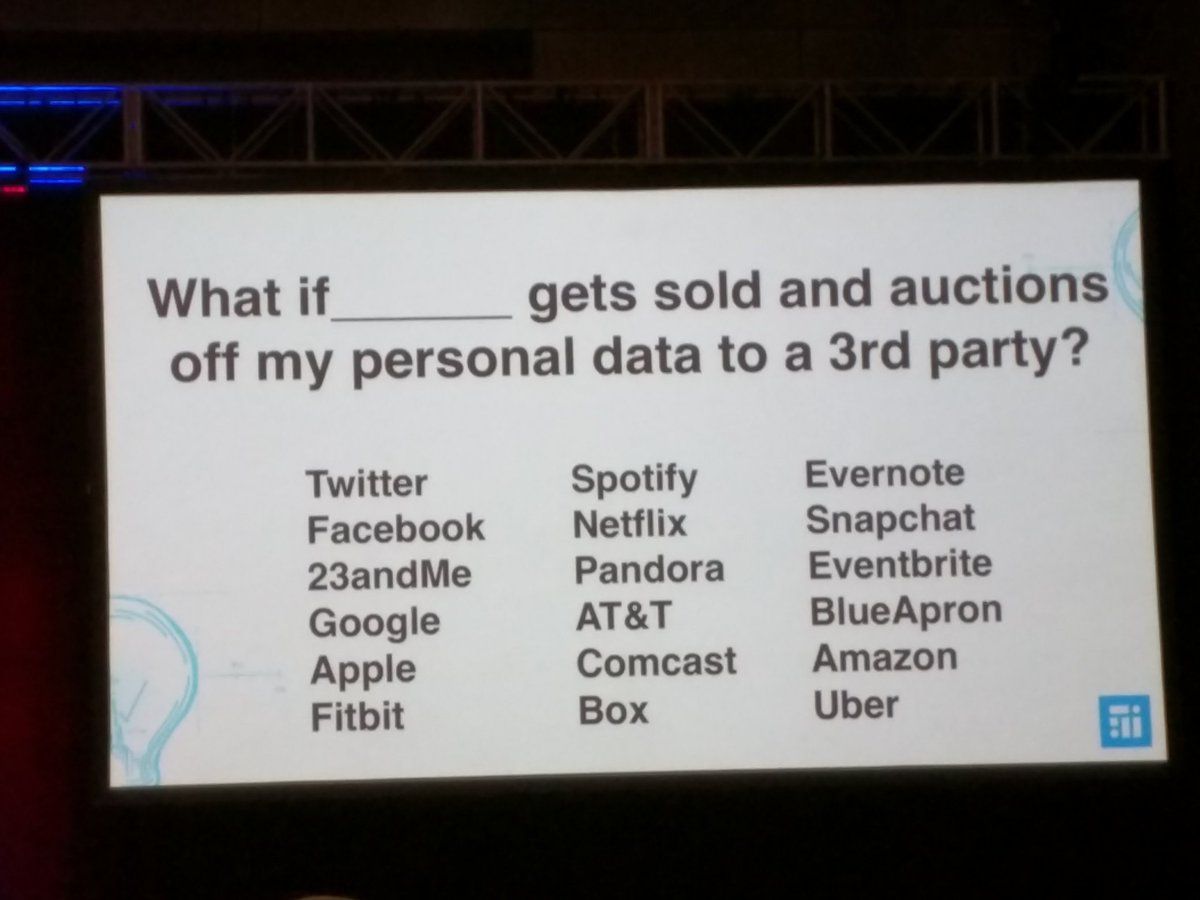 What if_______ gets sold and auctions
off my personal data to a 3rd party?
Twitter
Facebook
23andMe
Google
Apple
Fitbit
Spotify
Netflix
Pandora
AT&T
Comcast
Box
Evernote
Snapchat
Eventbrite
BlueApron
Amazon
Uber